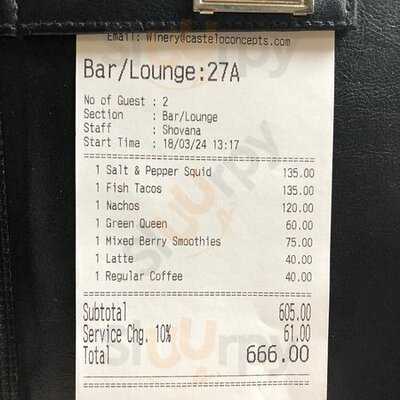 Email: Winery@casteloconcepts.com
Bar/Lounge:27A
No of Guest : 2
Section : Bar/Lounge
Staff : Shovana
Start Time : 18/03/24 13:17
1 Salt & Pepper Squid 135.00
1 Fish Tacos 135.00
1 Nachos 120.00
1 Green Queen 60.00
1 Mixed Berry Smoothies 75.00
1 Latte 40.00
1 Regular Coffee 40.00
Subtotal 605.00
Service Chg. 10% 61.00
Total 666.00